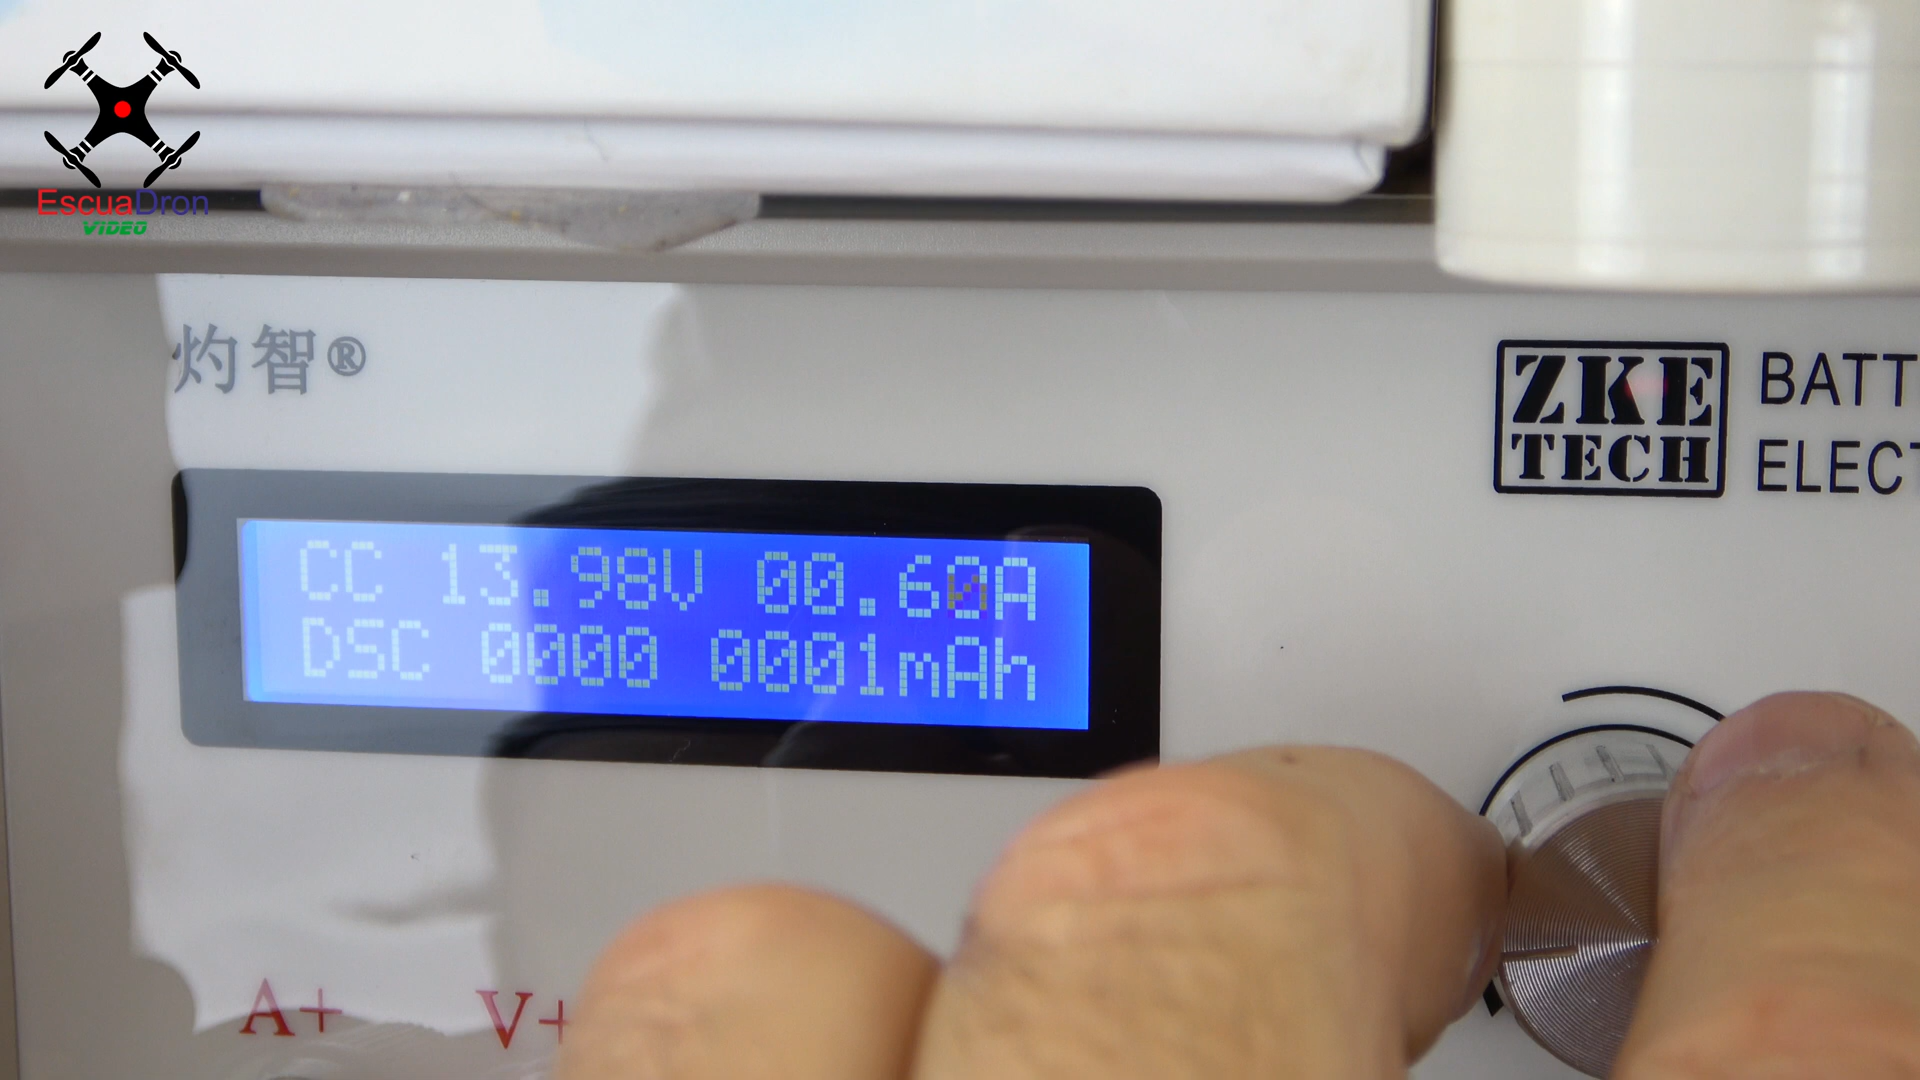 EscuaDron
VIDEO
灼智®
ZKE
TECH
BATT
ELECT
CC 13.98V 00.60A
DSC 0000 0001mAh
A+
V+